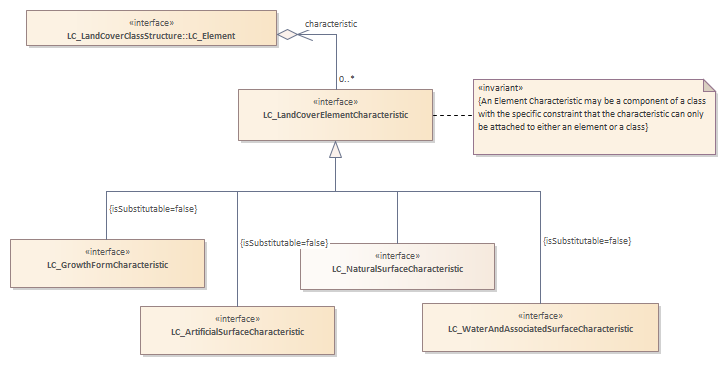 «interface»
LC_LandCoverClassStructure::LC_Element
characteristic
0..*
«interface»
LC_LandCoverElementCharacteristic
«invariant»
{An Element Characteristic may be a component of a class
with the specific constraint that the characteristic can only
be attached to either an element or a class}
{isSubstitutable=false}
{isSubstitutable=false}
{isSubstitutable=false}
«interface»
LC_GrowthFormCharacteristic
«interface»
LC_NaturalSurfaceCharacteristic
«interface»
LC_ArtificialSurfaceCharacteristic
«interface»
LC_WaterAndAssociatedSurfaceCharacteristic